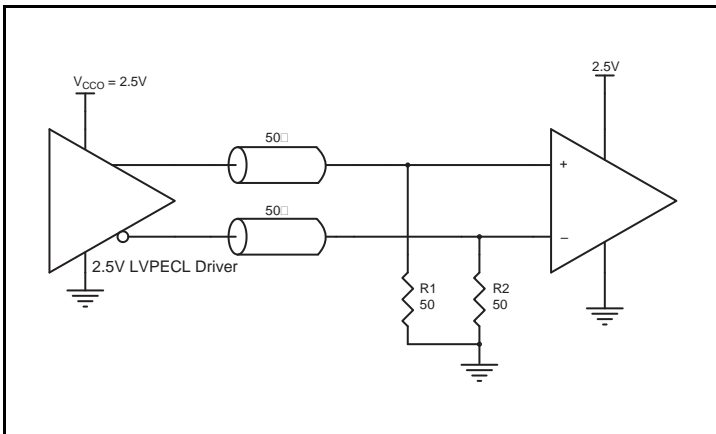 V_CCO = 2.5V
2.5V
50□
+
50□
–
2.5V LVPECL Driver
R1
50
R2
50